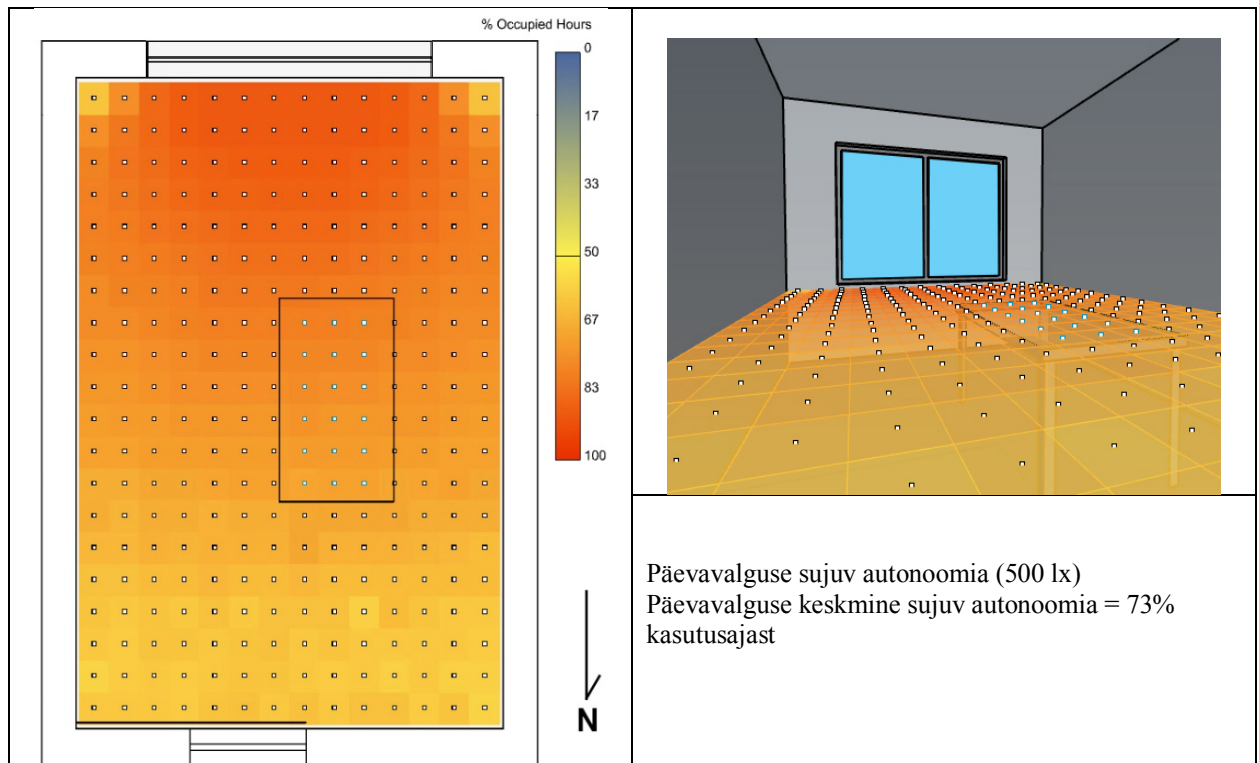 % Occupied Hours
0
17
33
50
67
83
100
N
Päevavalguse sujuv autonoomia (500 lx)
Päevavalguse keskmine sujuv autonoomia = 73%
kasutusajast